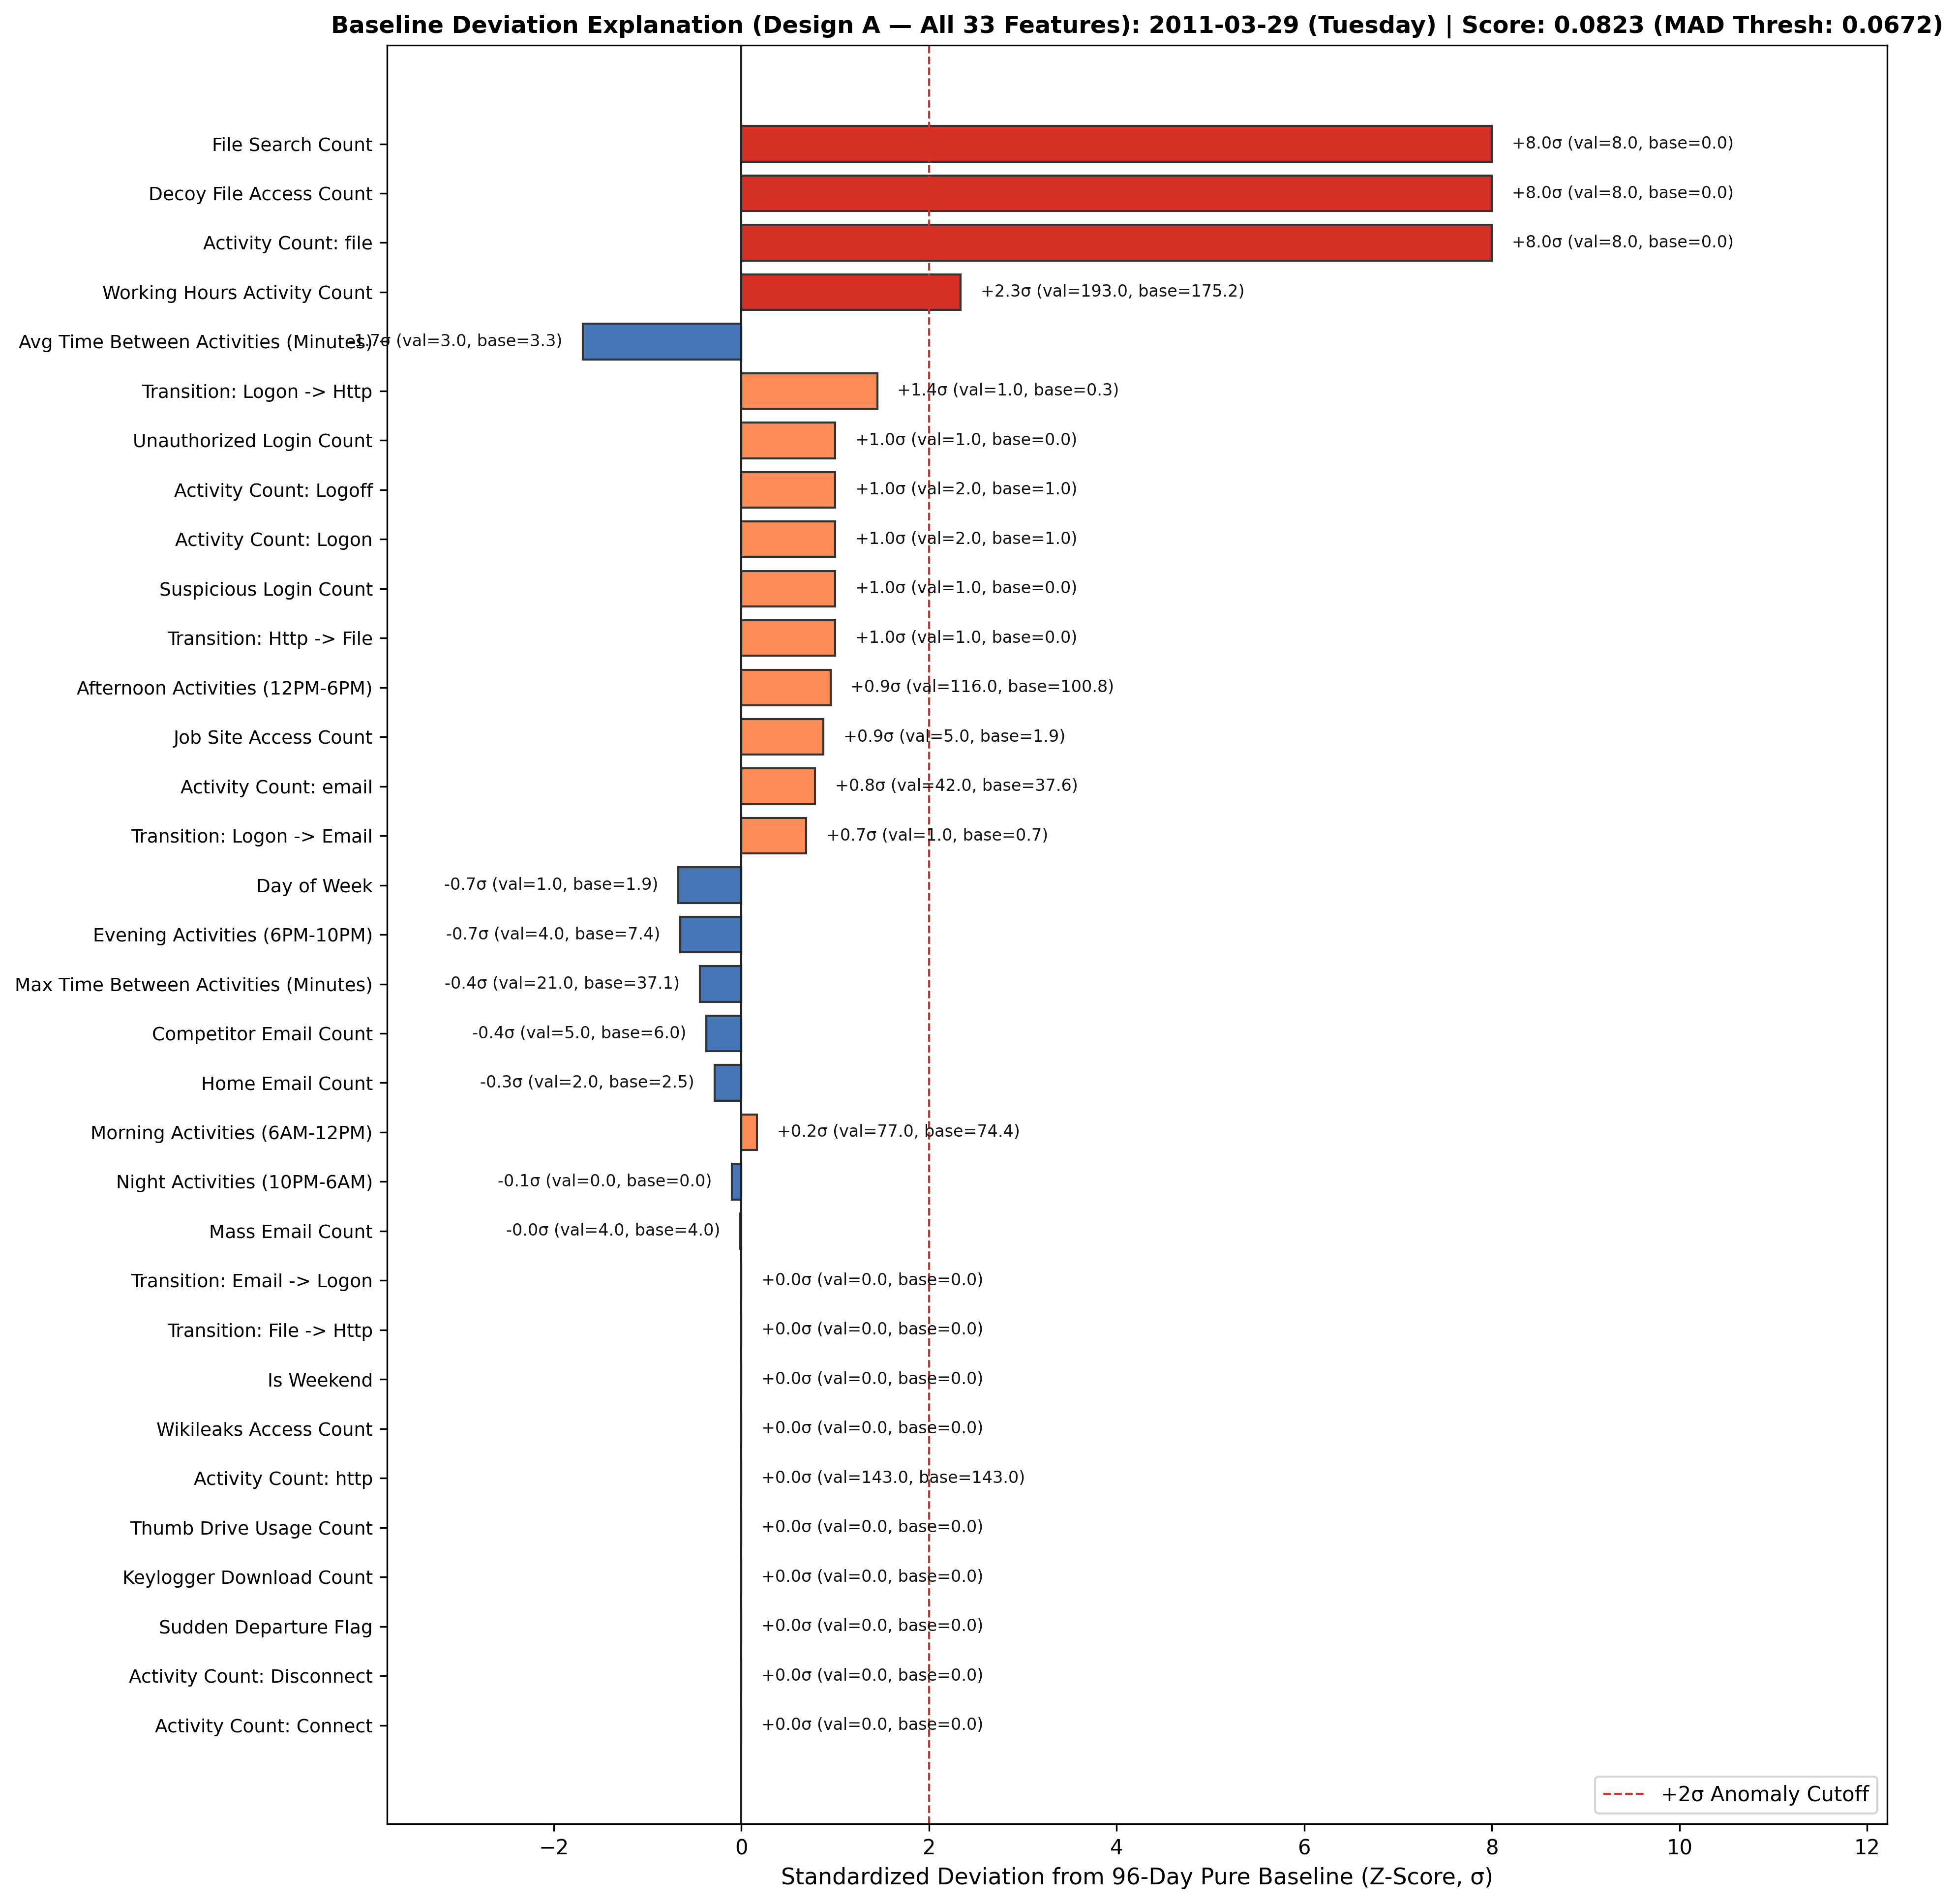 Baseline Deviation Explanation (Design A — All 33 Features): 2011-03-29 (Tuesday) | Score: 0.0823 (MAD Thresh: 0.0672)
File Search Count +8.0σ (val=8.0, base=0.0)
Decoy File Access Count +8.0σ (val=8.0, base=0.0)
Activity Count: file +8.0σ (val=8.0, base=0.0)
Working Hours Activity Count +2.3σ (val=193.0, base=175.2)
Avg Time Between Activities (Minutes) -1.7σ (val=3.0, base=3.3)
Transition: Logon -> Http +1.4σ (val=1.0, base=0.3)
Unauthorized Login Count +1.0σ (val=1.0, base=0.0)
Activity Count: Logoff +1.0σ (val=2.0, base=1.0)
Activity Count: Logon +1.0σ (val=2.0, base=1.0)
Suspicious Login Count +1.0σ (val=1.0, base=0.0)
Transition: Http -> File +1.0σ (val=1.0, base=0.0)
Afternoon Activities (12PM-6PM) +0.9σ (val=116.0, base=100.8)
Job Site Access Count +0.9σ (val=5.0, base=1.9)
Activity Count: email +0.8σ (val=42.0, base=37.6)
Transition: Logon -> Email +0.7σ (val=1.0, base=0.7)
Day of Week -0.7σ (val=1.0, base=1.9)
Evening Activities (6PM-10PM) -0.7σ (val=4.0, base=7.4)
Max Time Between Activities (Minutes) -0.4σ (val=21.0, base=37.1)
Competitor Email Count -0.4σ (val=5.0, base=6.0)
Home Email Count -0.3σ (val=2.0, base=2.5)
Morning Activities (6AM-12PM) +0.2σ (val=77.0, base=74.4)
Night Activities (10PM-6AM) -0.1σ (val=0.0, base=0.0)
Mass Email Count -0.0σ (val=4.0, base=4.0)
Transition: Email -> Logon +0.0σ (val=0.0, base=0.0)
Transition: File -> Http +0.0σ (val=0.0, base=0.0)
Is Weekend +0.0σ (val=0.0, base=0.0)
Wikileaks Access Count +0.0σ (val=0.0, base=0.0)
Activity Count: http +0.0σ (val=143.0, base=143.0)
Thumb Drive Usage Count +0.0σ (val=0.0, base=0.0)
Keylogger Download Count +0.0σ (val=0.0, base=0.0)
Sudden Departure Flag +0.0σ (val=0.0, base=0.0)
Activity Count: Disconnect +0.0σ (val=0.0, base=0.0)
Activity Count: Connect +0.0σ (val=0.0, base=0.0)
+2σ Anomaly Cutoff
−2 0 2 4 6 8 10 12
Standardized Deviation from 96-Day Pure Baseline (Z-Score, σ)